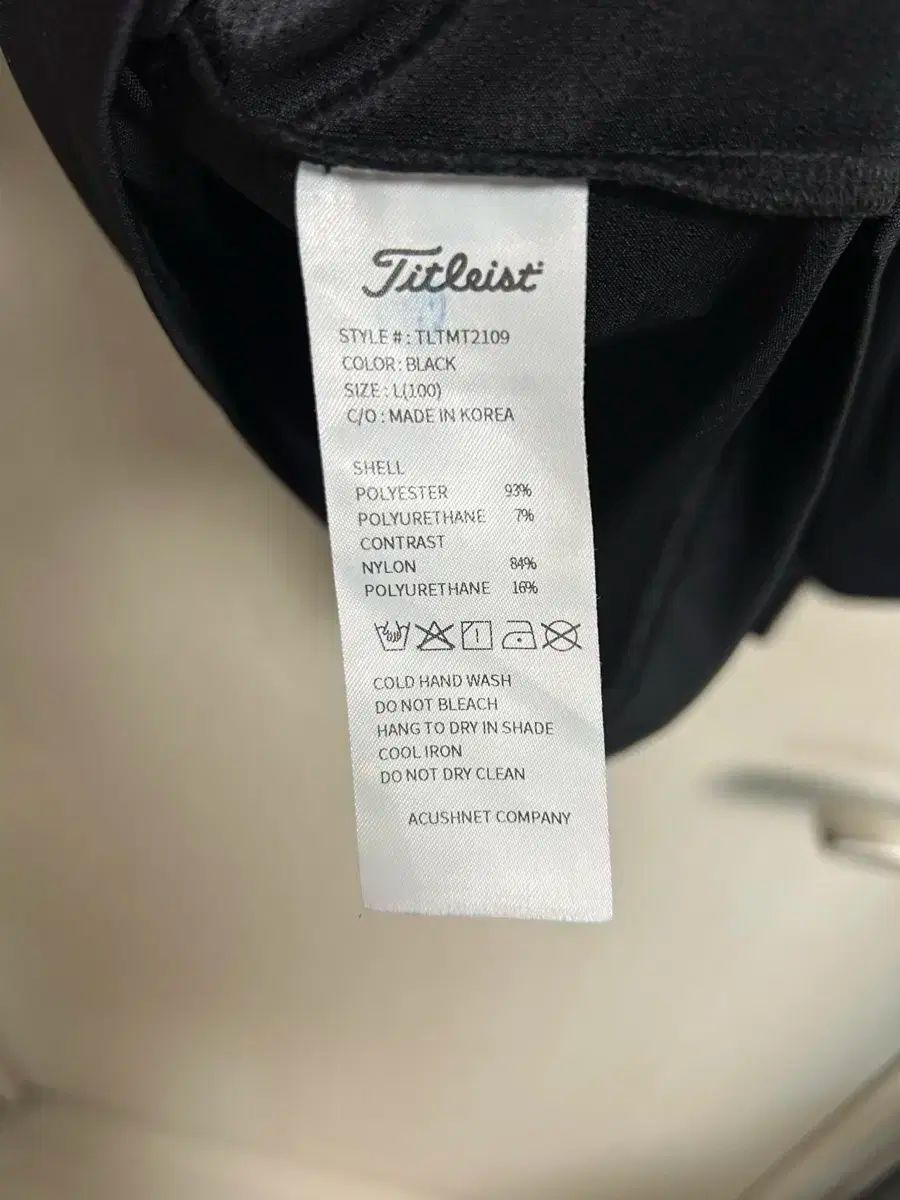 Titleist
STYLE # : TLTMT2109
COLOR : BLACK
SIZE : L(100)
C/O : MADE IN KOREA
SHELL
POLYESTER 93%
POLYURETHANE 7%
CONTRAST
NYLON 84%
POLYURETHANE 16%
COLD HAND WASH
DO NOT BLEACH
HANG TO DRY IN SHADE
COOL IRON
DO NOT DRY CLEAN
ACUSHNET COMPANY